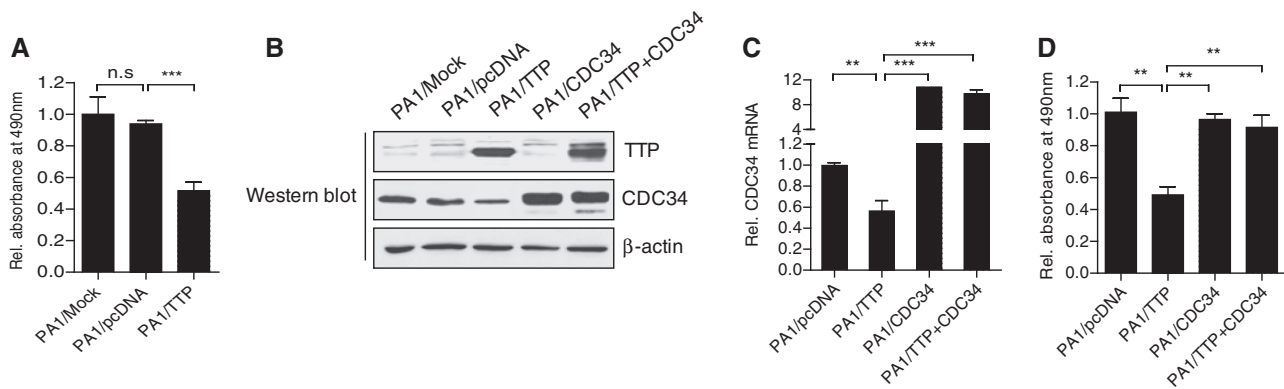 A
n.s
***
Rel. absorbance at 490nm
1.2
1.0
0.8
0.6
0.4
0.2
0.0
PA1/Mock
PA1/pcDNA
PA1/TTP
B
PA1/Mock
PA1/pcDNA
PA1/TTP
PA1/CDC34
PA1/TTP+CDC34
Western blot
TTP
CDC34
β-actin
C
***
**
***
Rel. CDC34 mRNA
12
8
4
1.0
0.8
0.6
0.4
0.2
0.0
PA1/pcDNA
PA1/TTP
PA1/CDC34
PA1/TTP+CDC34
D
**
**
**
Rel. absorbance at 490nm
1.2
1.0
0.8
0.6
0.4
0.2
0.0
PA1/pcDNA
PA1/TTP
PA1/CDC34
PA1/TTP+CDC34